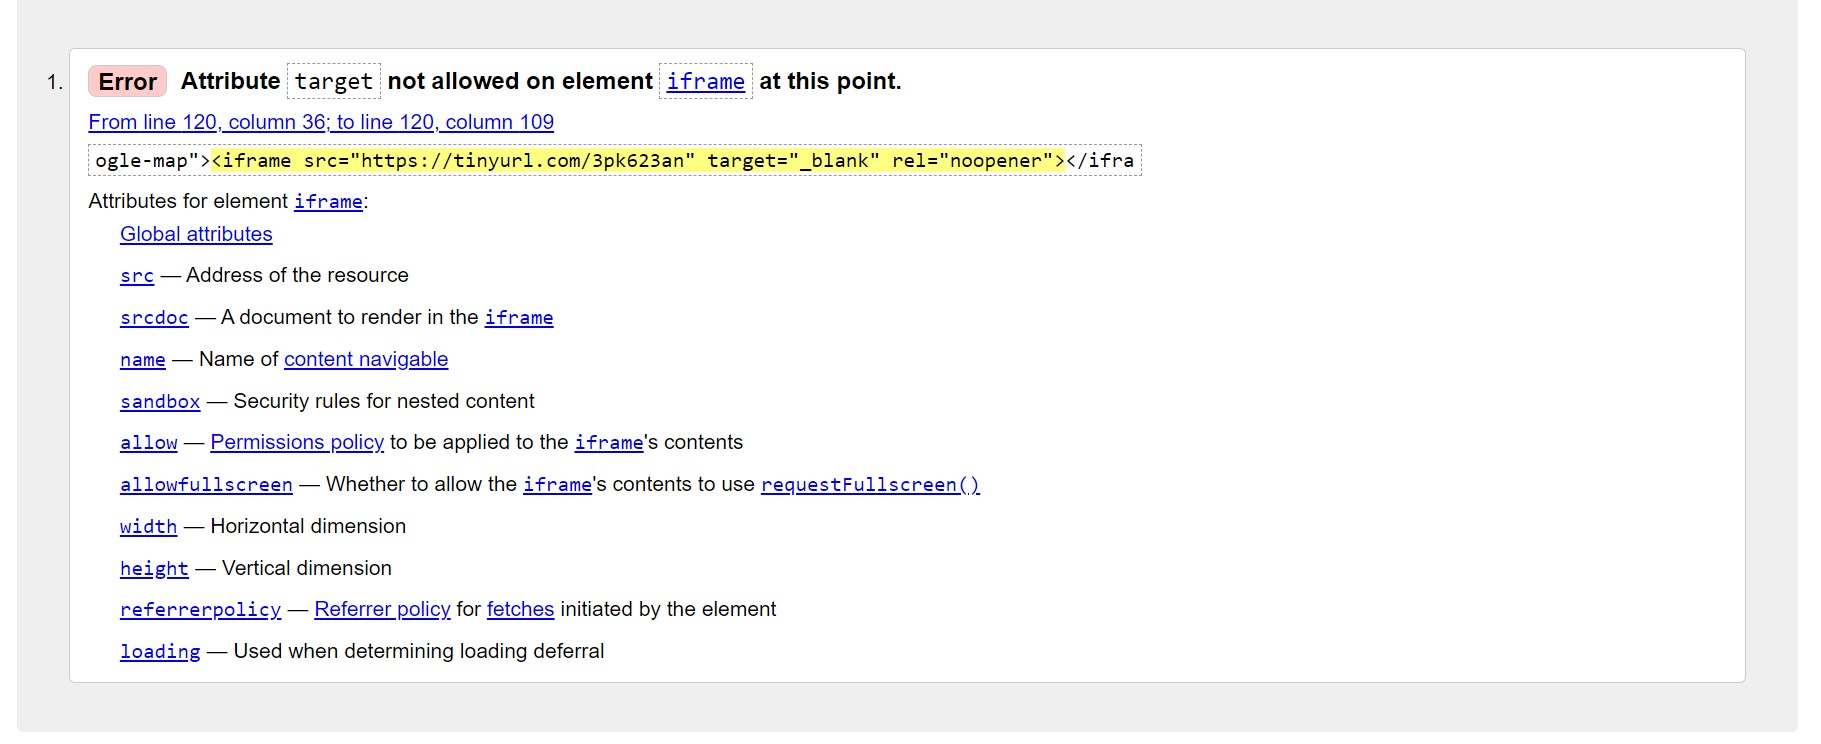 1. Error Attribute target not allowed on element iframe at this point.
From line 120, column 36; to line 120, column 109
ogle-map"><iframe src="https://tinyurl.com/3pk623an" target="_blank" rel="noopener"></ifra
Attributes for element iframe:
Global attributes
src — Address of the resource
srcdoc — A document to render in the iframe
name — Name of content navigable
sandbox — Security rules for nested content
allow — Permissions policy to be applied to the iframe's contents
allowfullscreen — Whether to allow the iframe's contents to use requestFullscreen()
width — Horizontal dimension
height — Vertical dimension
referrerpolicy — Referrer policy for fetches initiated by the element
loading — Used when determining loading deferral